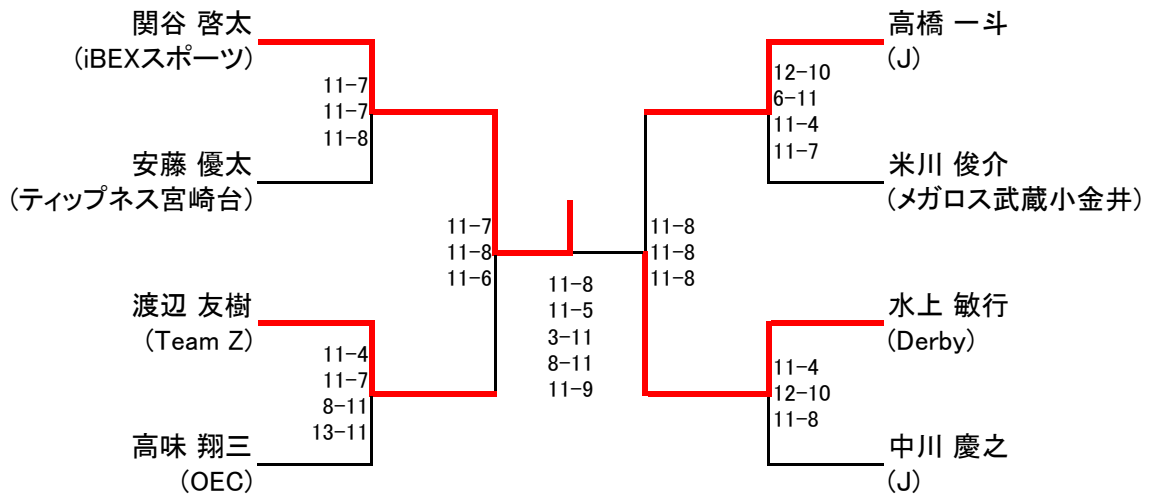 関谷 啓太
(iBEXスポーツ)
11-7
11-7
11-8
安藤 優太
(ティップネス宮崎台)
11-7
11-8
11-6
渡辺 友樹
(Team Z)
11-4
11-7
8-11
13-11
高味 翔三
(OEC)
11-8
11-5
3-11
8-11
11-9
高橋 一斗
(J)
12-10
6-11
11-4
11-7
米川 俊介
(メガロス武蔵小金井)
11-8
11-8
11-8
水上 敏行
(Derby)
11-4
12-10
11-8
中川 慶之
(J)